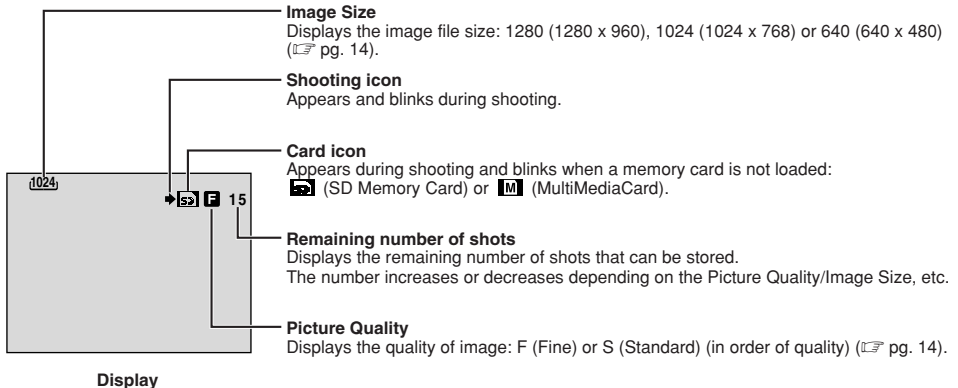 Image Size
Displays the image file size: 1280 (1280 x 960), 1024 (1024 x 768) or 640 (640 x 480)
(☞ pg. 14).
Shooting icon
Appears and blinks during shooting.
Card icon
Appears during shooting and blinks when a memory card is not loaded:
SD (SD Memory Card) or M (MultiMediaCard).
1024
SD F 15
Remaining number of shots
Displays the remaining number of shots that can be stored.
The number increases or decreases depending on the Picture Quality/Image Size, etc.
Picture Quality
Displays the quality of image: F (Fine) or S (Standard) (in order of quality) (☞ pg. 14).
Display